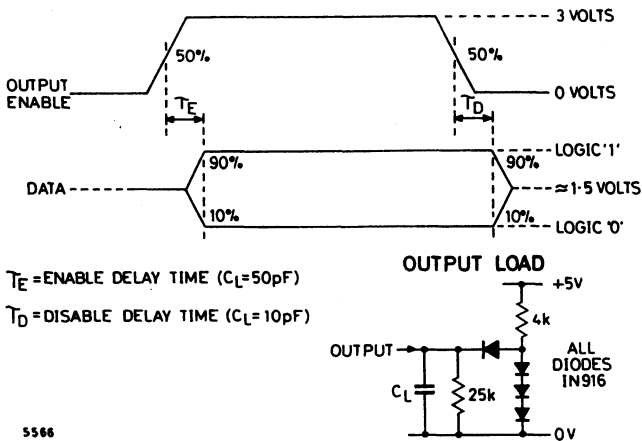 3 VOLTS
50%
50%
OUTPUT
ENABLE
0 VOLTS
TE
TD
LOGIC '1'
90%
90%
DATA
≈1·5 VOLTS
10%
10%
LOGIC '0'
TE = ENABLE DELAY TIME (CL=50pF)
TD = DISABLE DELAY TIME (CL=10pF)
OUTPUT LOAD
+5V
4k
OUTPUT
ALL
DIODES
IN916
CL
25k
0V
5566